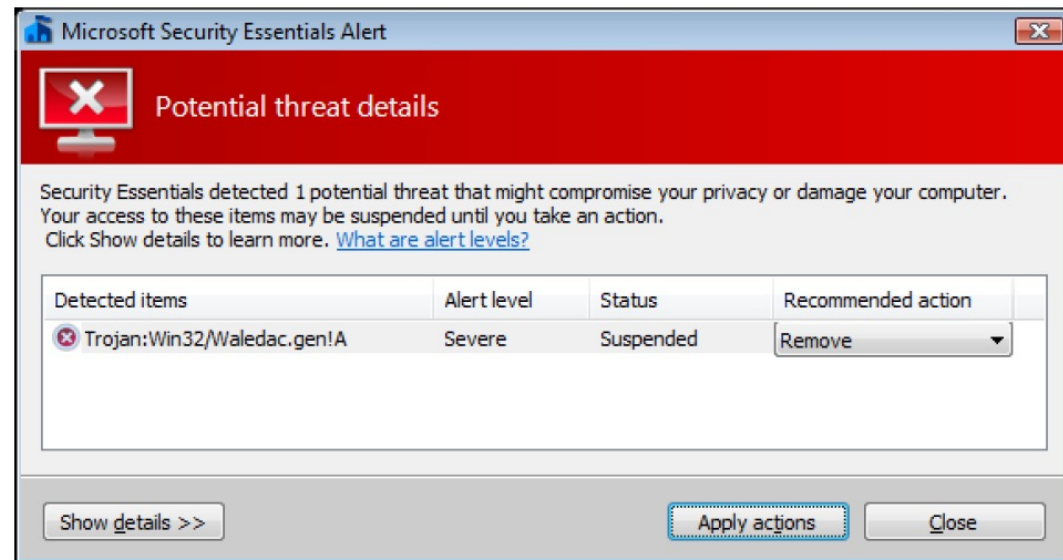 Microsoft Security Essentials Alert
Potential threat details
Security Essentials detected 1 potential threat that might compromise your privacy or damage your computer.
Your access to these items may be suspended until you take an action.
Click Show details to learn more. What are alert levels?
Detected items Alert level Status Recommended action
Trojan:Win32/Waledac.gen!A Severe Suspended Remove
Show details >> Apply actions Close